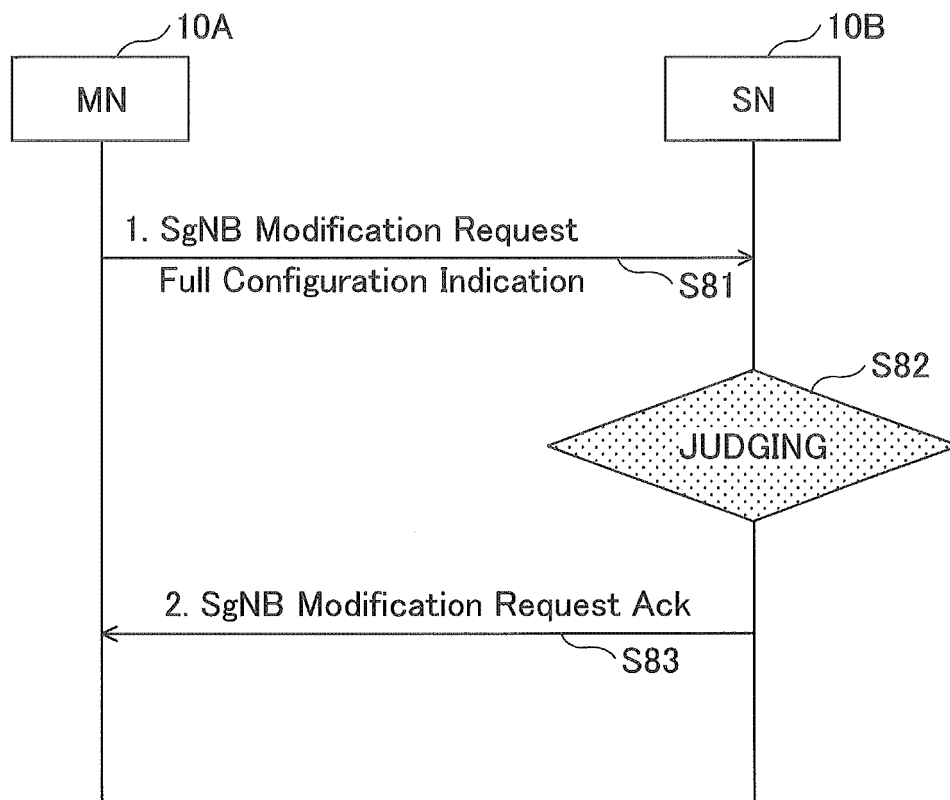 10A
10B
MN
SN
1. SgNB Modification Request
Full Configuration Indication
S81
S82
JUDGING
2. SgNB Modification Request Ack
S83